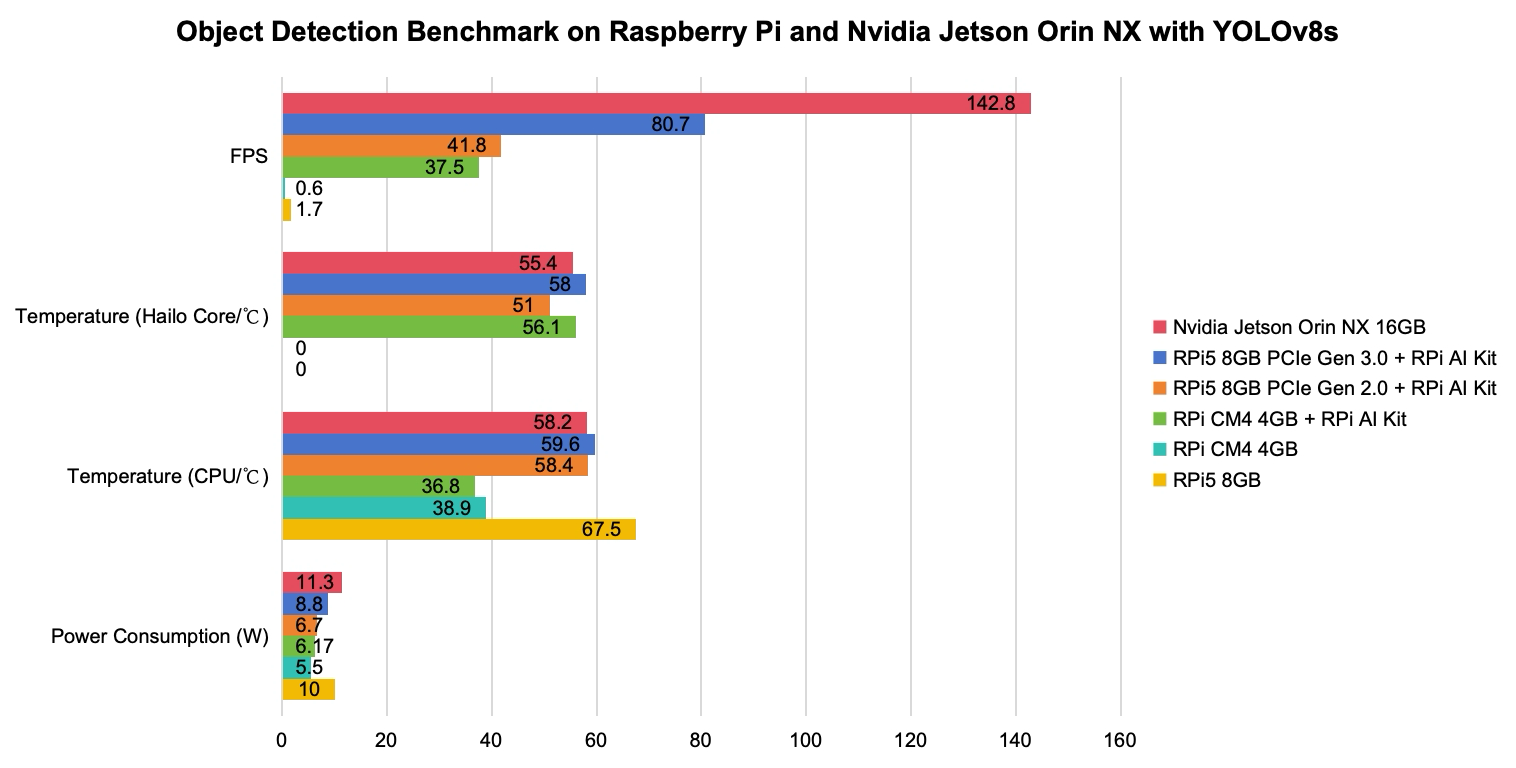 Object Detection Benchmark on Raspberry Pi and Nvidia Jetson Orin NX with YOLOv8s
FPS
142.8
80.7
41.8
37.5
0.6
1.7
Temperature (Hailo Core/℃)
55.4
58
51
56.1
0
0
Temperature (CPU/℃)
58.2
59.6
58.4
36.8
38.9
67.5
Power Consumption (W)
11.3
8.8
6.7
6.17
5.5
10
0 20 40 60 80 100 120 140 160
Nvidia Jetson Orin NX 16GB
RPi5 8GB PCIe Gen 3.0 + RPi AI Kit
RPi5 8GB PCIe Gen 2.0 + RPi AI Kit
RPi CM4 4GB + RPi AI Kit
RPi CM4 4GB
RPi5 8GB